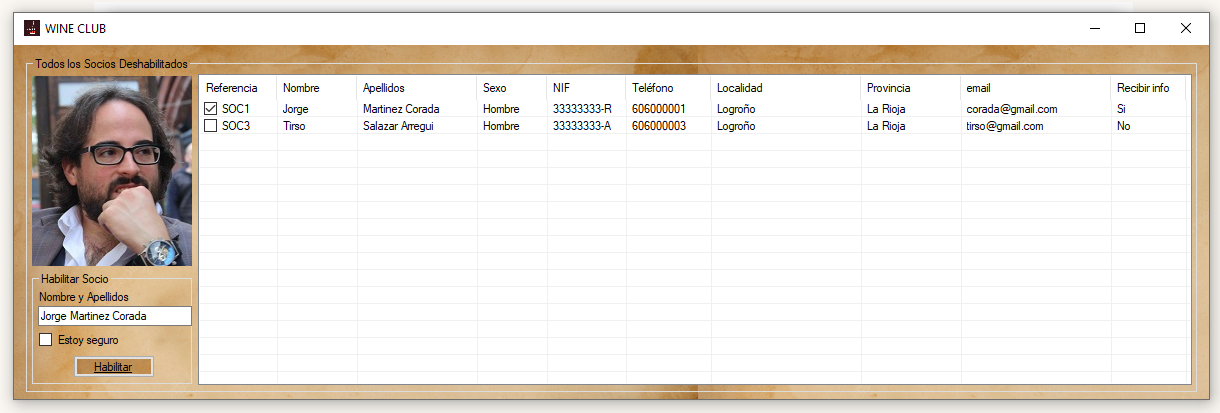 WINE CLUB
Todos los Socios Deshabilitados
Referencia Nombre Apellidos Sexo NIF Teléfono Localidad Provincia email Recibir info
SOC1 Jorge Martinez Corada Hombre 33333333-R 606000001 Logroño La Rioja corada@gmail.com Si
SOC3 Tirso Salazar Arregui Hombre 33333333-A 606000003 Logroño La Rioja tirso@gmail.com No
Habilitar Socio
Nombre y Apellidos
Jorge Martinez Corada
Estoy seguro
Habilitar